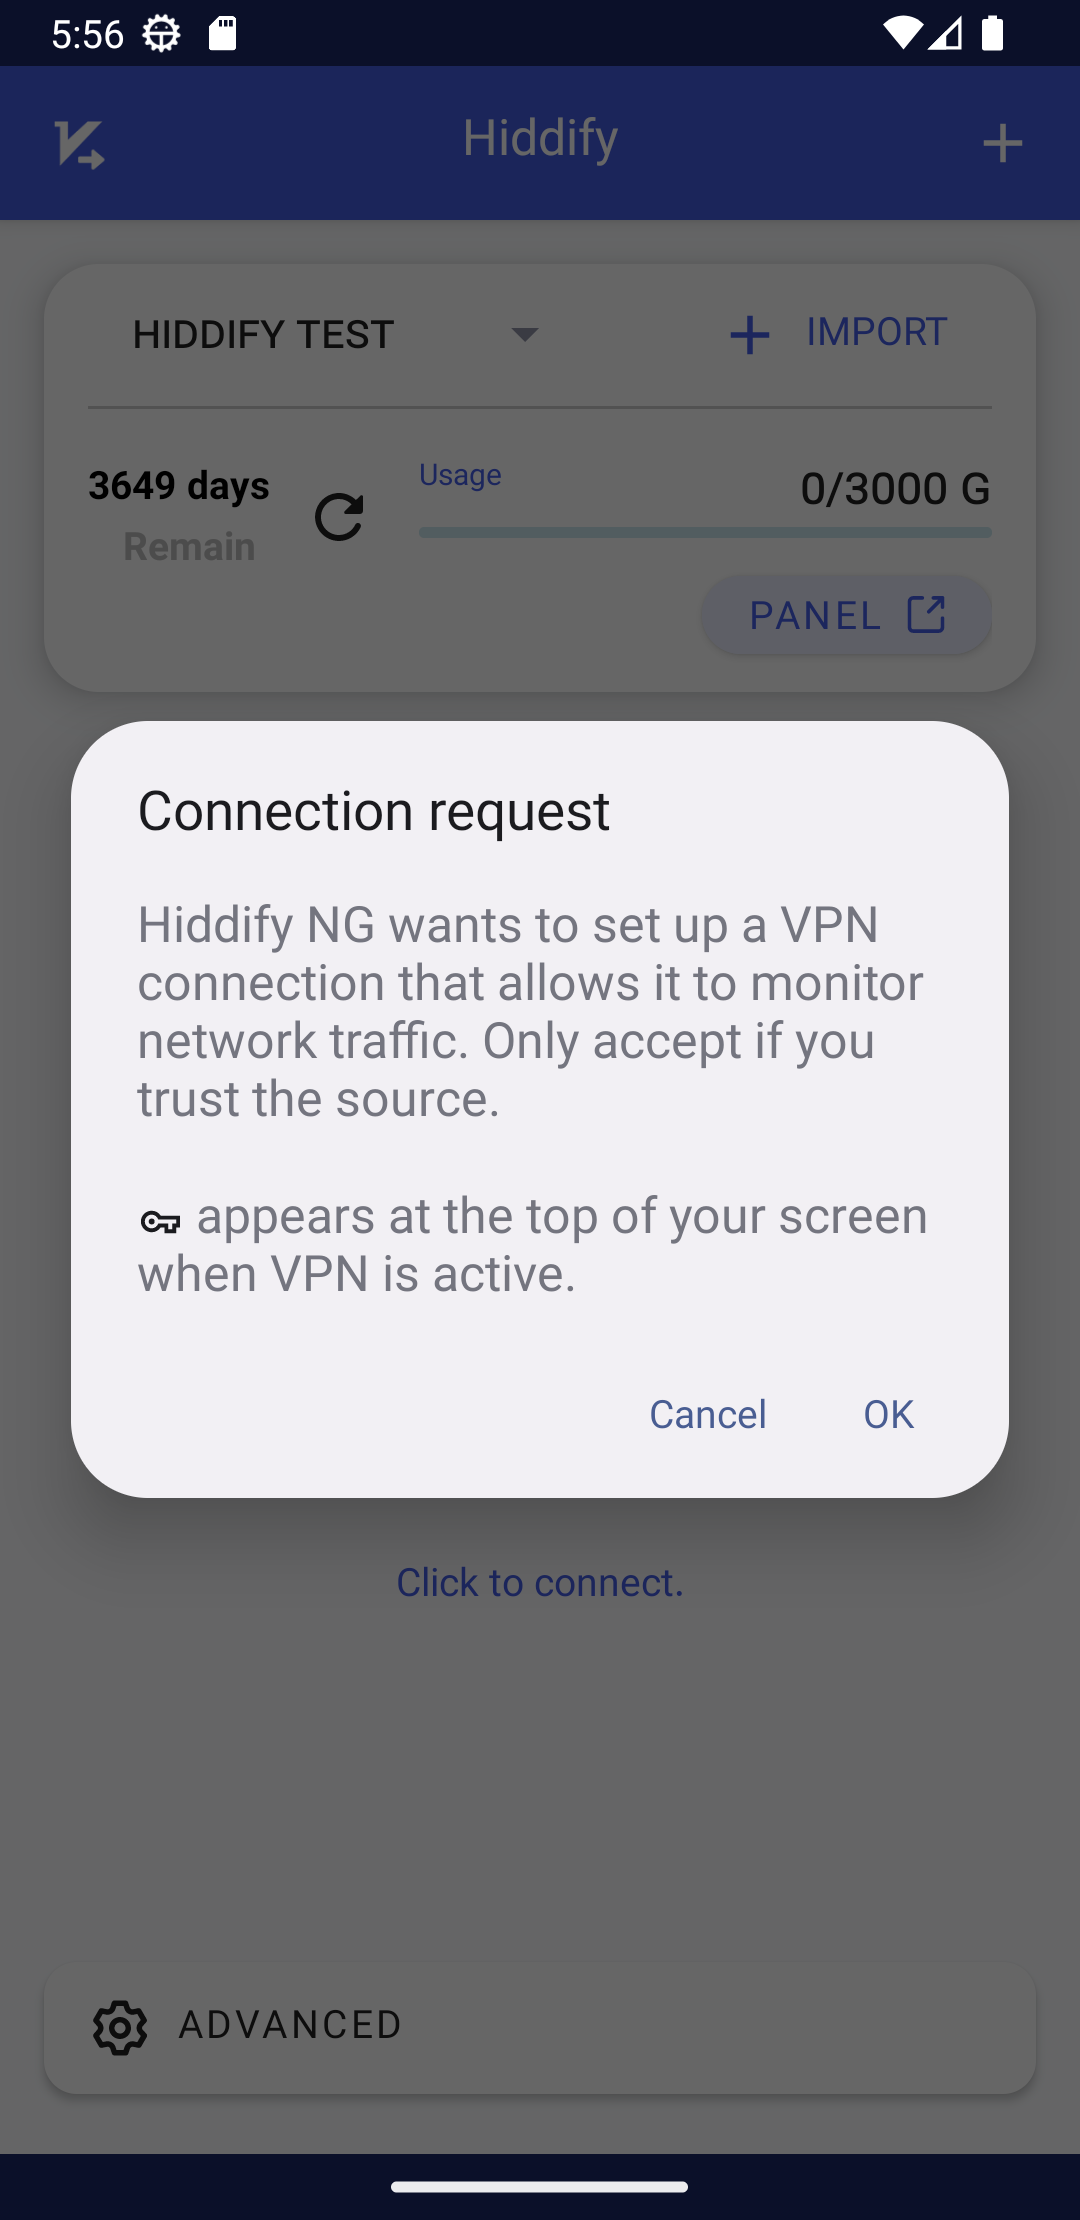 5:56
Hiddify
HIDDIFY TEST
IMPORT
3649 days
Remain
Usage
0/3000 G
PANEL
Connection request
Hiddify NG wants to set up a VPN
connection that allows it to monitor
network traffic. Only accept if you
trust the source.
appears at the top of your screen
when VPN is active.
Cancel
OK
Click to connect.
ADVANCED